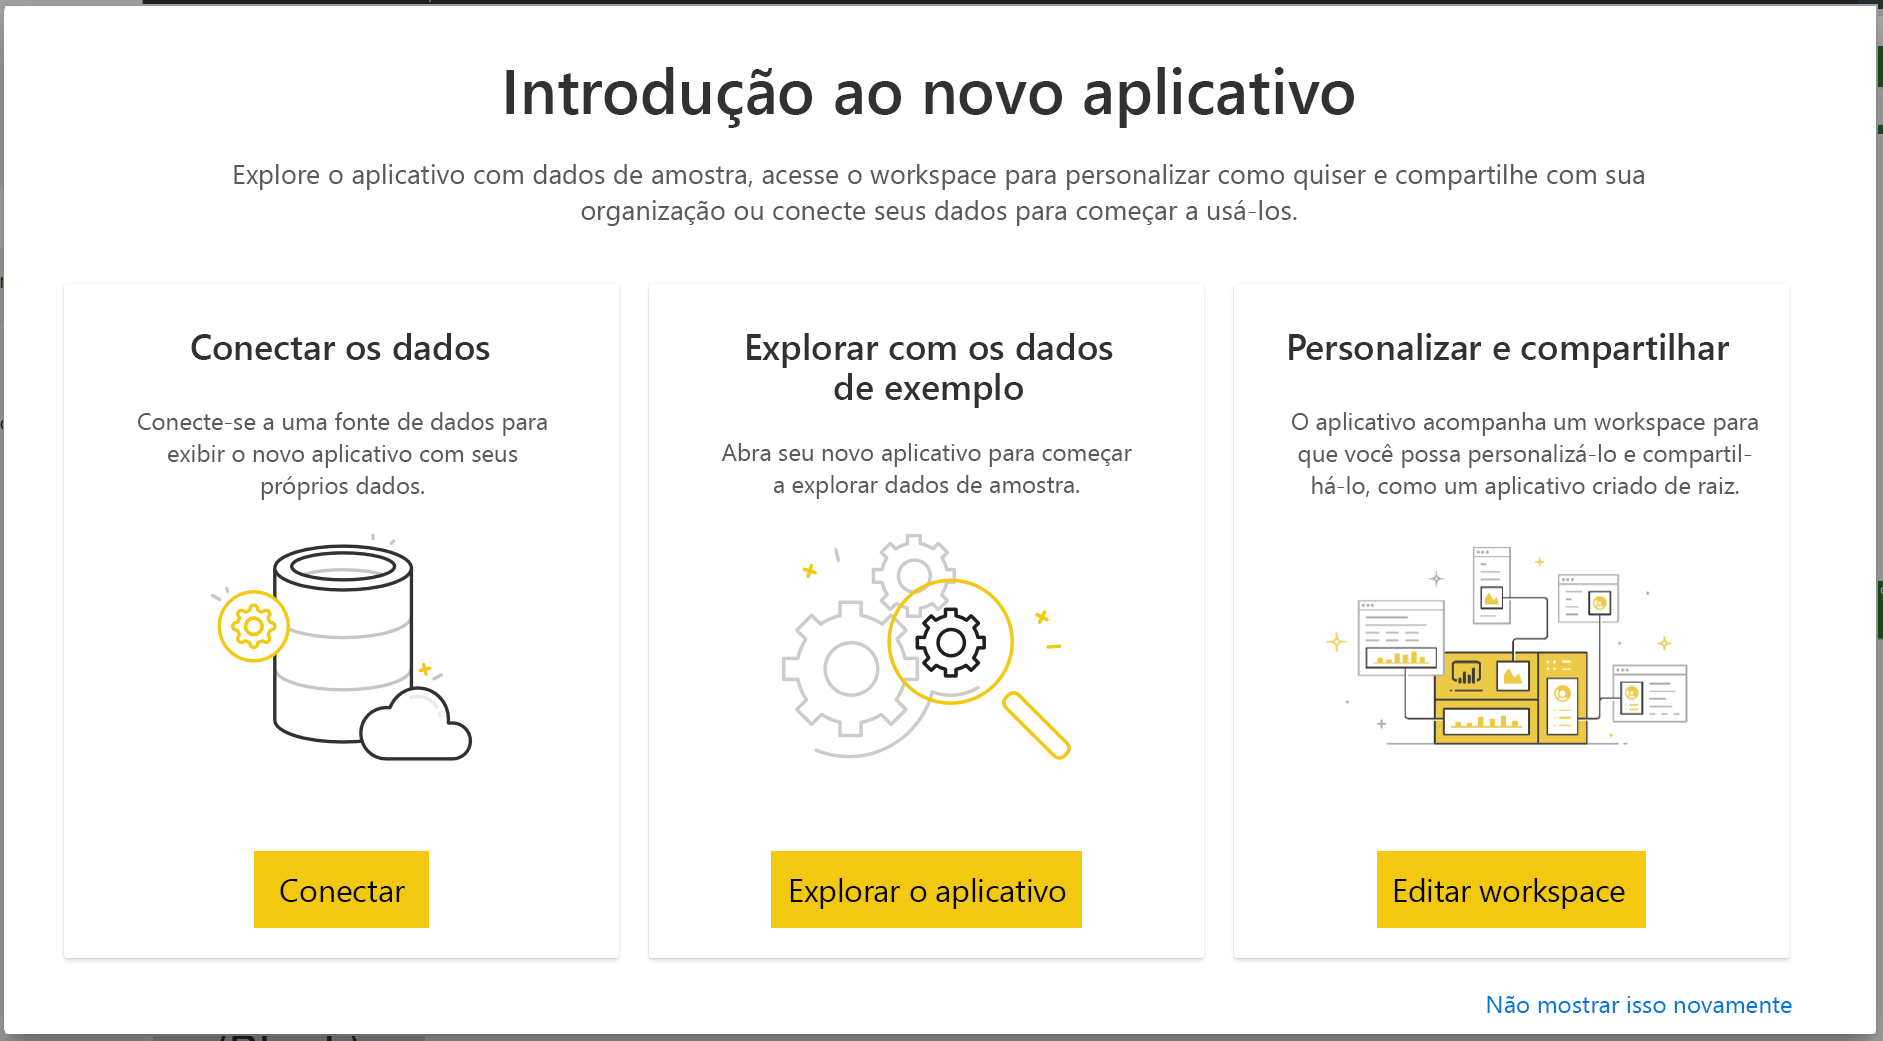 Introdução ao novo aplicativo
Explore o aplicativo com dados de amostra, acesse o workspace para personalizar como quiser e compartilhe com sua
organização ou conecte seus dados para começar a usá-los.
Conectar os dados
Conecte-se a uma fonte de dados para
exibir o novo aplicativo com seus
próprios dados.
Conectar
Explorar com os dados
de exemplo
Abra seu novo aplicativo para começar
a explorar dados de amostra.
Explorar o aplicativo
Personalizar e compartilhar
O aplicativo acompanha um workspace para
que você possa personalizá-lo e compartil-
há-lo, como um aplicativo criado de raiz.
Editar workspace
Não mostrar isso novamente